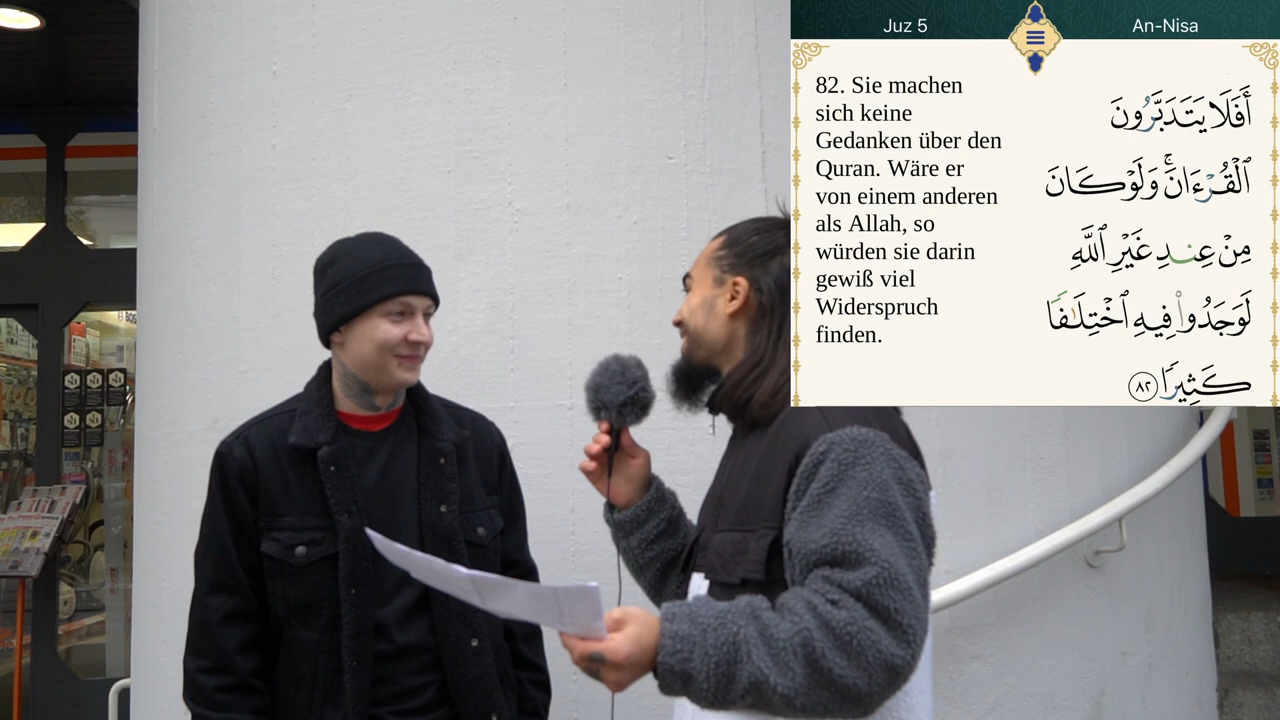 Juz 5
An-Nisa
82. Sie machen
sich keine
Gedanken über den
Quran. Wäre er
von einem anderen
als Allah, so
würden sie darin
gewiß viel
Widerspruch
finden.
أَفَلَا يَتَدَبَّرُونَ
ٱلْقُرْءَانَ ۚ وَلَوْ كَانَ
مِنْ عِندِ غَيْرِ ٱللَّهِ
لَوَجَدُوا۟ فِيهِ ٱخْتِلَـٰفًا
كَثِيرًا ٨٢